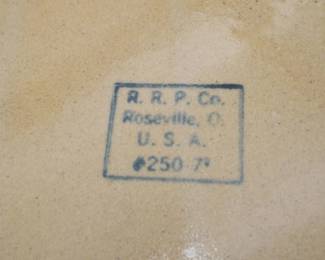 R. R. P. Co.
Roseville, O.
U. S. A.
#250-7"